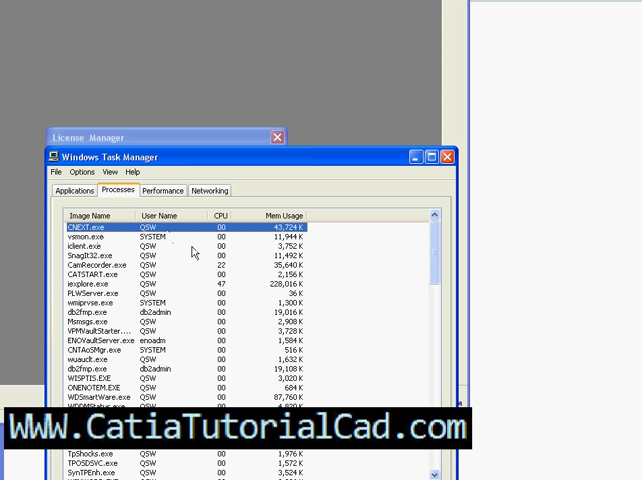 License Manager
Windows Task Manager
File Options View Help
Applications Processes Performance Networking
Image Name User Name CPU Mem Usage
CNEXT.exe QSW 00 43,724 K
vsmon.exe SYSTEM 00 11,944 K
iclient.exe QSW 00 3,752 K
SnagIt32.exe QSW 00 11,492 K
CamRecorder.exe QSW 22 35,640 K
CATSTART.exe QSW 00 2,156 K
iexplore.exe QSW 47 228,016 K
PLWServer.exe QSW 00 36 K
wmiprvse.exe SYSTEM 00 1,300 K
db2fmp.exe db2admin 00 19,016 K
Msmsgs.exe QSW 00 2,908 K
VPMVaultStarter.... QSW 00 3,728 K
ENOVaultServer.exe enoadm 00 1,584 K
CNTAoSMgr.exe SYSTEM 00 516 K
wuauclt.exe QSW 00 1,632 K
db2fmp.exe db2admin 00 19,108 K
WISPTIS.EXE QSW 00 3,020 K
ONENOTEM.EXE QSW 00 684 K
WDSmartWare.exe QSW 00 87,760 K
WWW.CatiaTutorialCad.com
TpShocks.exe QSW 00 1,976 K
TPOSDSVC.exe QSW 00 1,572 K
SynTPEnh.exe QSW 00 3,524 K